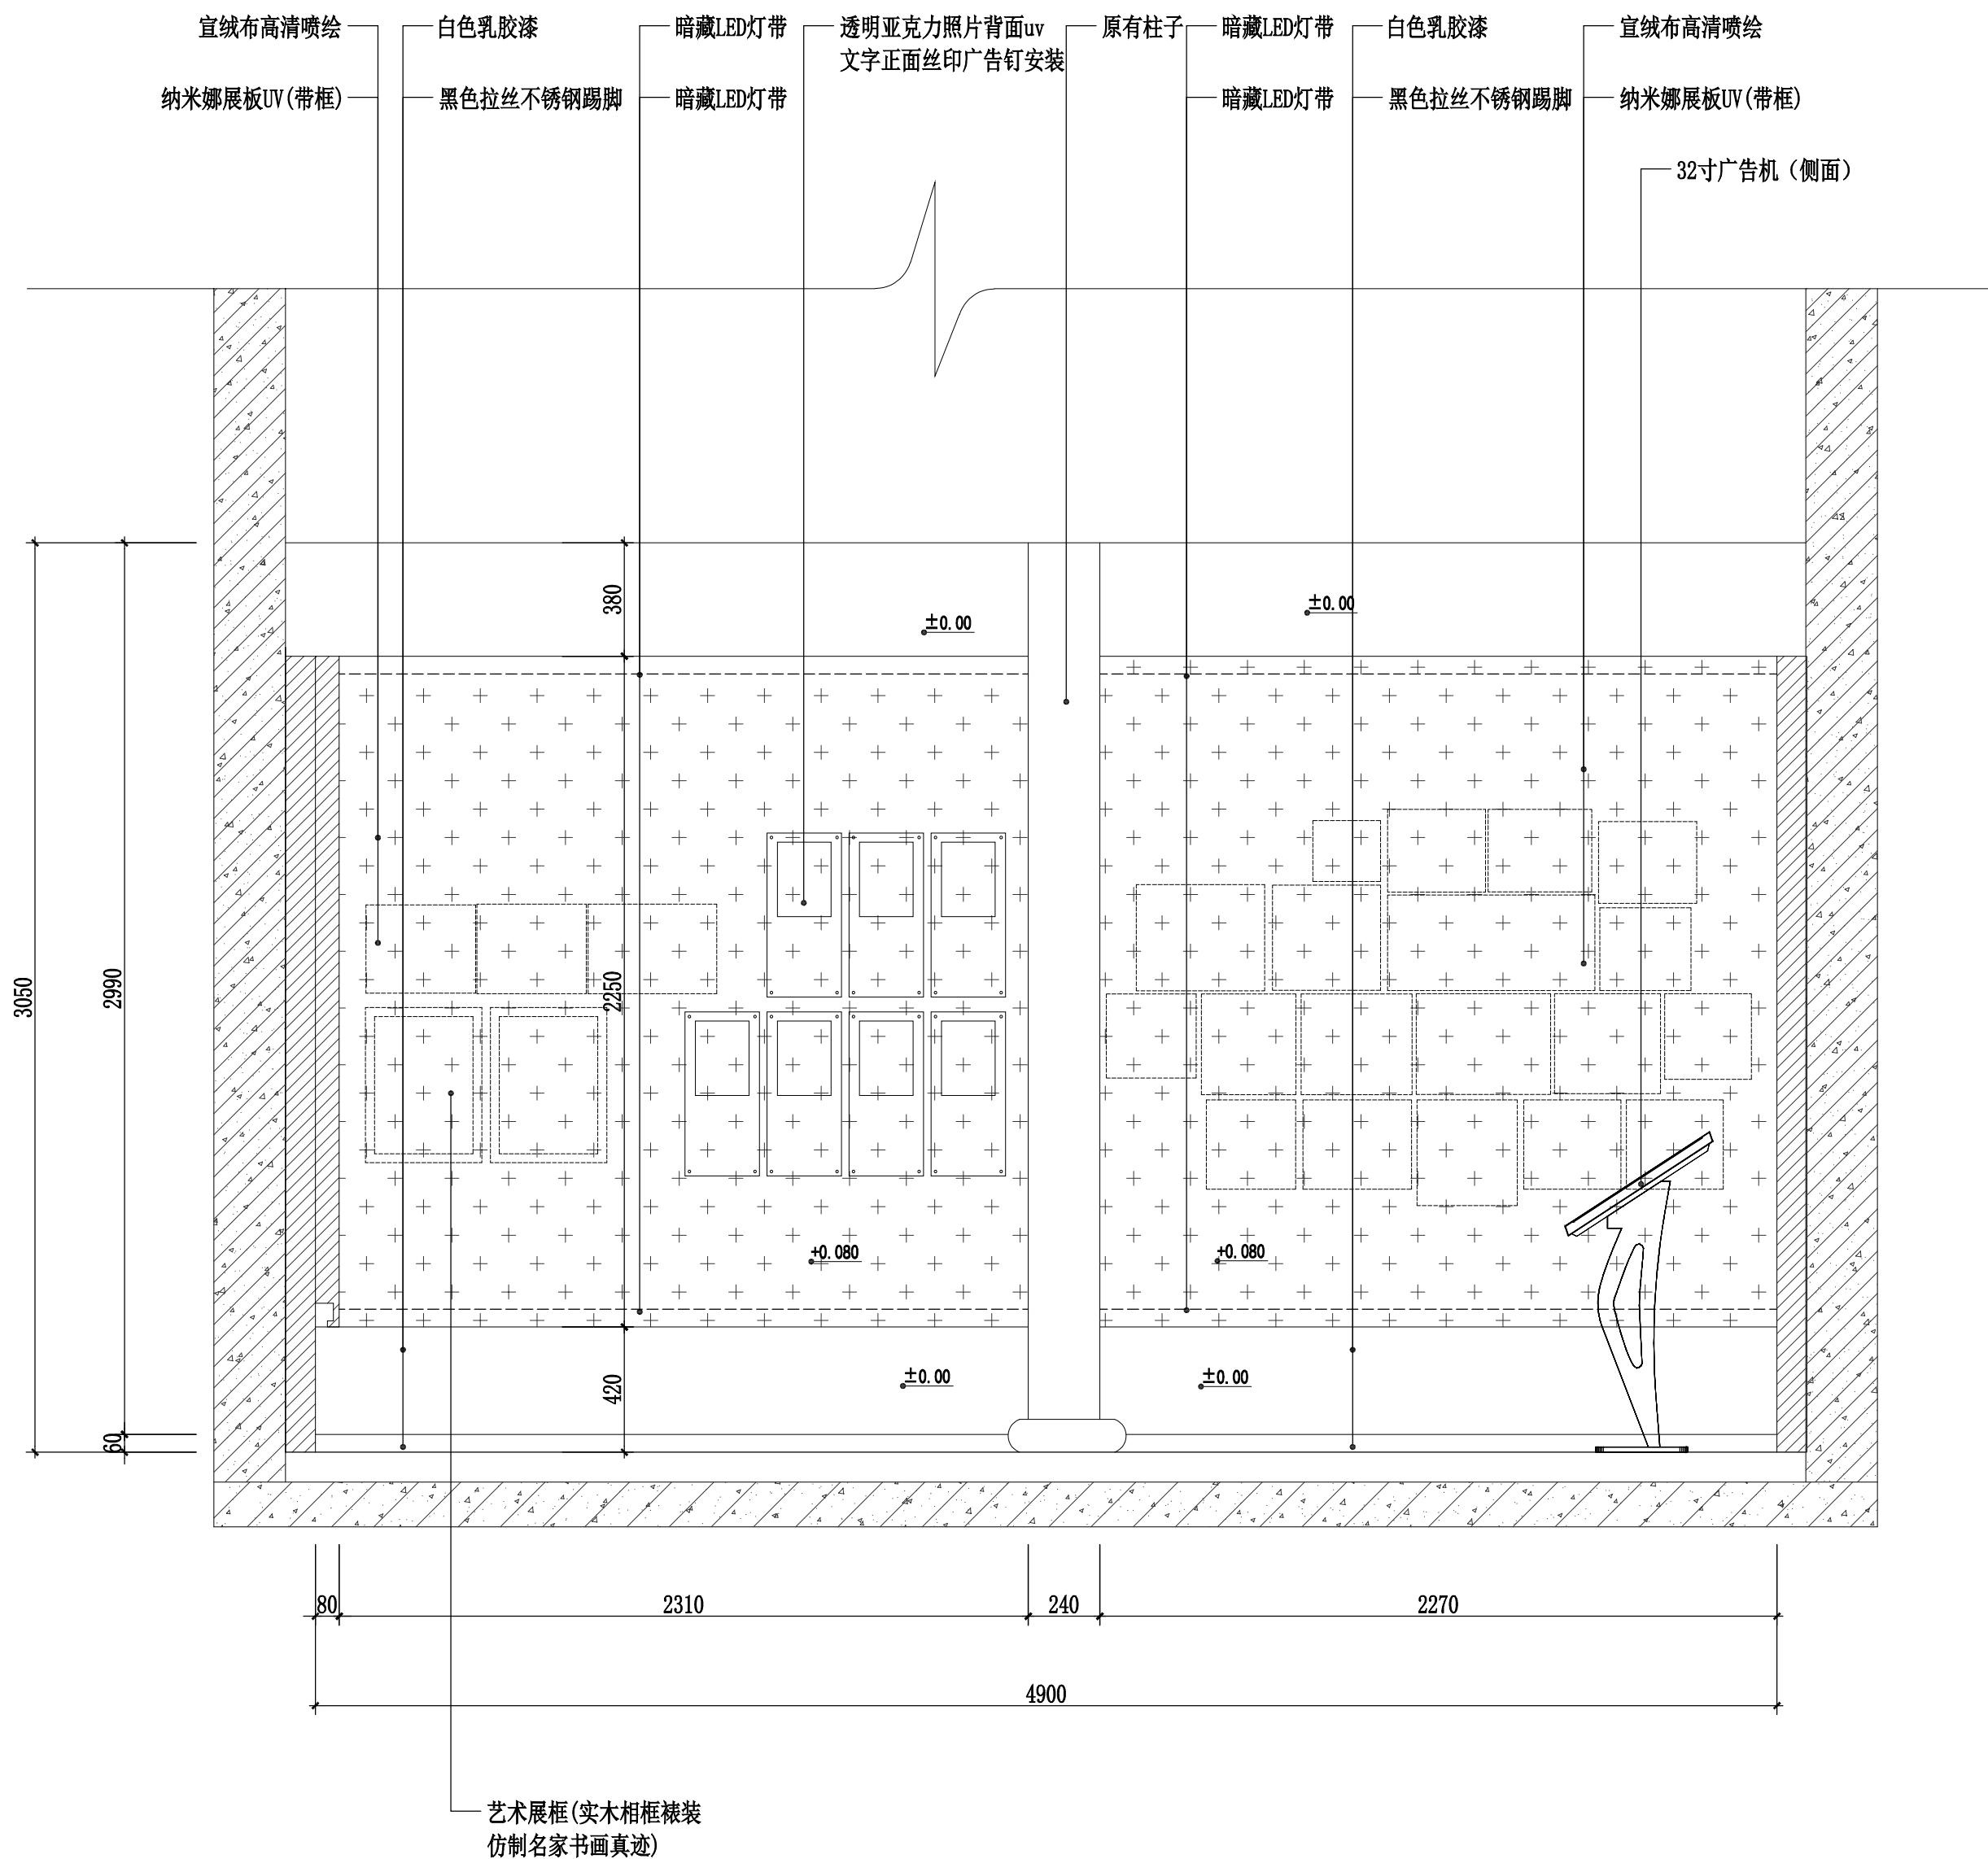 宣绒布高清喷绘
白色乳胶漆
暗藏LED灯带
透明亚克力照片背面uv
文字正面丝印广告钉安装
原有柱子
暗藏LED灯带
白色乳胶漆
宣绒布高清喷绘
纳米娜展板UV(带框)
黑色拉丝不锈钢踢脚
暗藏LED灯带
暗藏LED灯带
黑色拉丝不锈钢踢脚
纳米娜展板UV(带框)
32寸广告机（侧面）
380
±0.00
±0.00
3050
2990
2250
+0.080
+0.080
420
±0.00
±0.00
60
80
2310
240
2270
4900
艺术展框(实木相框裱装
仿制名家书画真迹)